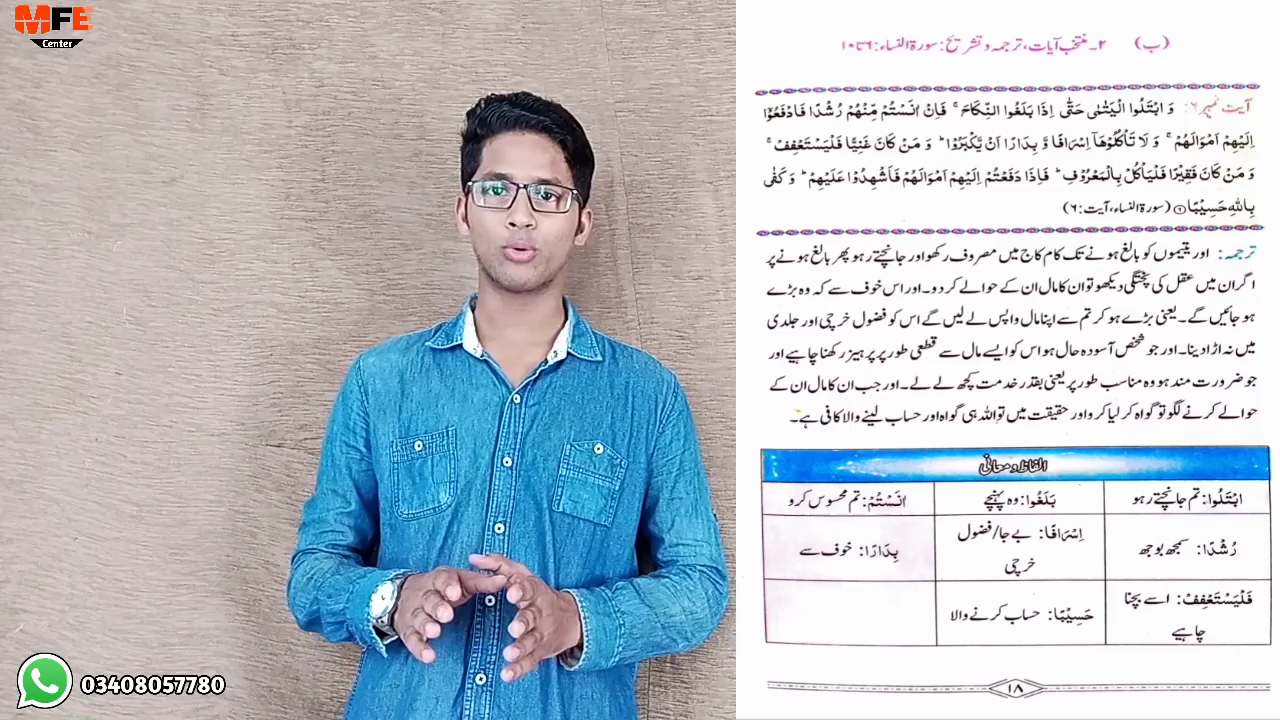 MFE
Center
(ب) ۲۔ منتخب آیات، ترجمہ و تشریح: سورۃ النساء: ۶ تا ۱۰
آیت نمبر ۶: وَ ابْتَلُوا الْیَتٰمٰی حَتّٰۤی اِذَا بَلَغُوا النِّكَاحَ ۚ فَاِنْ اٰنَسْتُمْ مِّنْهُمْ رُشْدًا فَادْفَعُوْۤا
اِلَیْهِمْ اَمْوَالَهُمْ ۚ وَ لَا تَاْكُلُوْهَاۤ اِسْرَافًا وَّ بِدَارًا اَنْ یَّكْبَرُوْا ؕ وَ مَنْ كَانَ غَنِیًّا فَلْیَسْتَعْفِفْ ۚ
وَ مَنْ كَانَ فَقِیْرًا فَلْیَاْكُلْ بِالْمَعْرُوْفِ ؕ فَاِذَا دَفَعْتُمْ اِلَیْهِمْ اَمْوَالَهُمْ فَاَشْهِدُوْا عَلَیْهِمْ ؕ وَ كَفٰی
بِاللّٰهِ حَسِیْبًا ۶ (سورۃ النساء، آیت: ۶)
ترجمہ: اور یتیموں کو بالغ ہونے تک کام کاج میں مصروف رکھو اور جانچتے رہو پھر بالغ ہونے پر
اگر ان میں عقل کی پختگی دیکھو تو ان کا مال ان کے حوالے کر دو۔ اور اس خوف سے کہ وہ بڑے
ہو جائیں گے۔ یعنی بڑے ہو کر تم سے اپنا مال واپس لے لیں گے اس کو فضول خرچی اور جلدی
میں نہ اڑا دینا۔ اور جو شخص آسودہ حال ہو اس کو ایسے مال سے قطعی طور پر پرہیز رکھنا چاہیے اور
جو ضرورت مند ہو وہ مناسب طور پر یعنی بقدر خدمت کچھ لے لے۔ اور جب ان کا مال ان کے
حوالے کرنے لگو تو گواہ کر لیا کرو اور حقیقت میں تو اللہ ہی گواہ اور حساب لینے والا کافی ہے۔
الفاظ و معانی
ابْتَلُوا: تم جانچتے رہو بَلَغُوا: وہ پہنچے اٰنَسْتُمْ: تم محسوس کرو
رُشْدًا: سمجھ بوجھ اِسْرَافًا: بے جا/فضول خرچی بِدَارًا: خوف سے
فَلْیَسْتَعْفِفْ: اسے بچنا چاہیے حَسِیْبًا: حساب کرنے والا
۱۸
03408057780